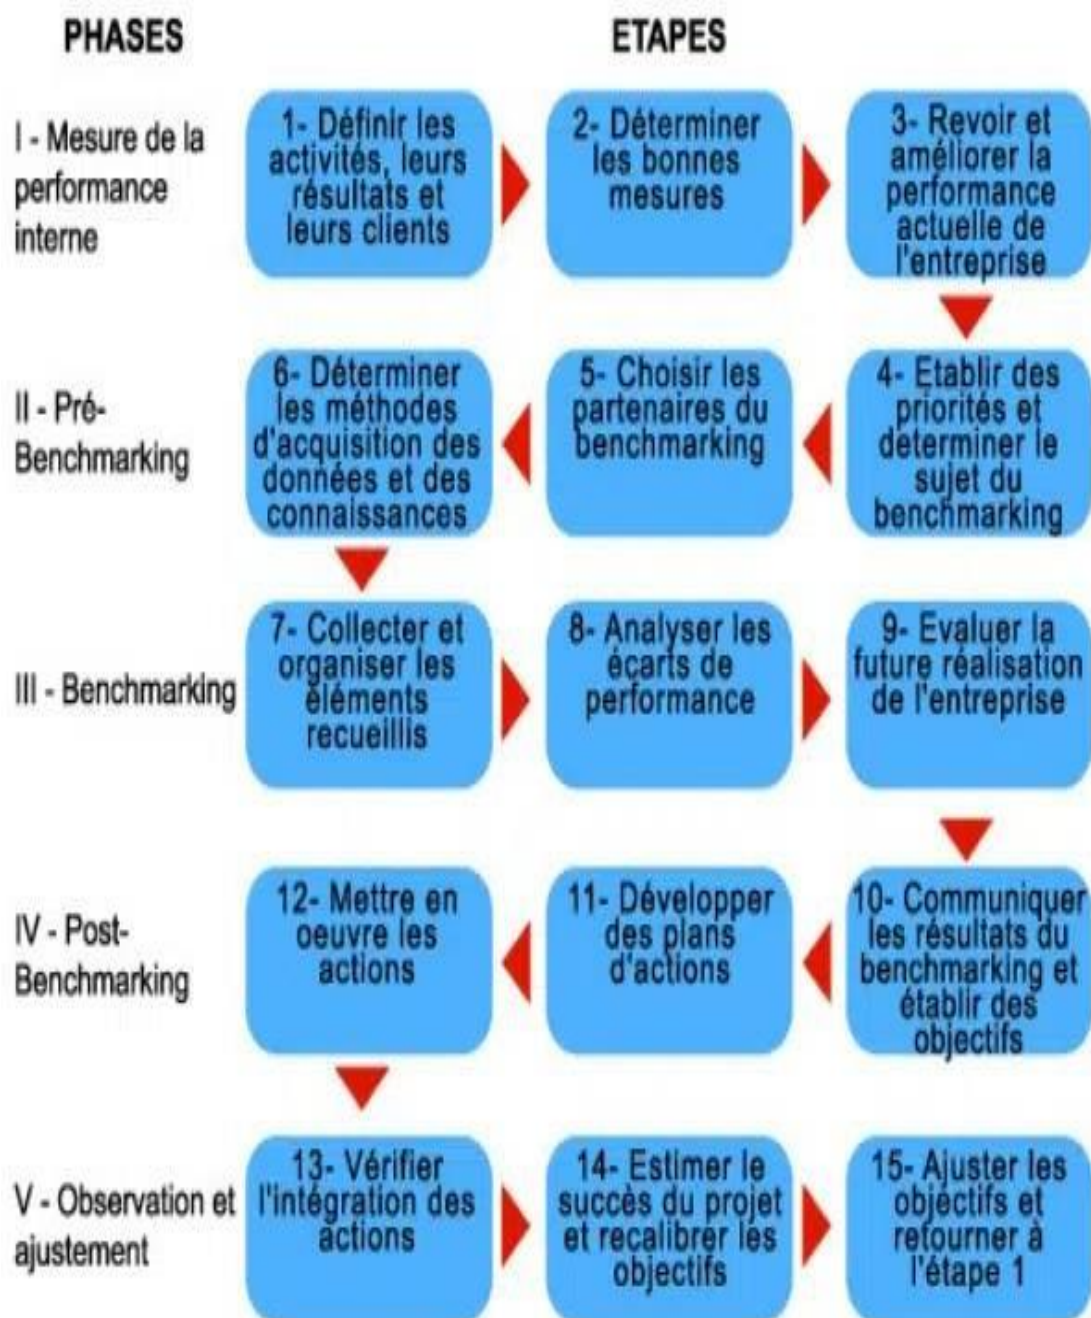 PHASES
ETAPES
I - Mesure de la
performance
interne
1- Définir les
activités, leurs
résultats et
leurs clients
2- Déterminer
les bonnes
mesures
3- Revoir et
améliorer la
performance
actuelle de
l'entreprise
II - Pré-
Benchmarking
6- Déterminer
les méthodes
d'acquisition des
données et des
connaissances
5- Choisir les
partenaires du
benchmarking
4- Etablir des
priorités et
déterminer le
sujet du
benchmarking
III - Benchmarking
7- Collecter et
organiser les
éléments
recueillis
8- Analyser les
écarts de
performance
9- Evaluer la
future réalisation
de l'entreprise
IV - Post-
Benchmarking
12- Mettre en
oeuvre les
actions
11- Développer
des plans
d'actions
10- Communiquer
les résultats du
benchmarking et
établir des
objectifs
V - Observation et
ajustement
13- Vérifier
l'intégration des
actions
14- Estimer le
succès du projet
et recalibrer les
objectifs
15- Ajuster les
objectifs et
retourner à
l'étape 1